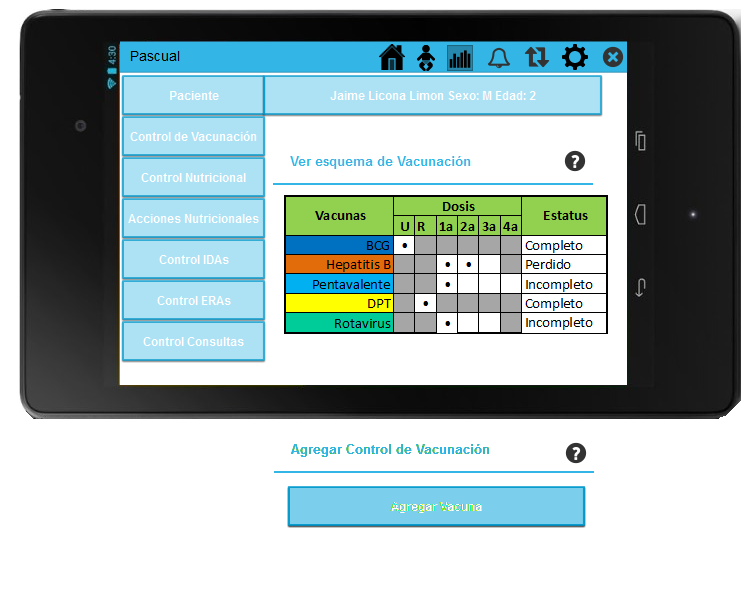 4:30
Pascual
Paciente
Jaime Licona Limon Sexo: M Edad: 2
Control de Vacunación
Control Nutricional
Acciones Nutricionales
Control IDAs
Control ERAs
Control Consultas
Ver esquema de Vacunación
?
Vacunas Dosis Estatus
U R 1a 2a 3a 4a
BCG • Completo
Hepatitis B • • Perdido
Pentavalente • Incompleto
DPT • Completo
Rotavirus • Incompleto
Agregar Control de Vacunación
?
Agregar Vacuna